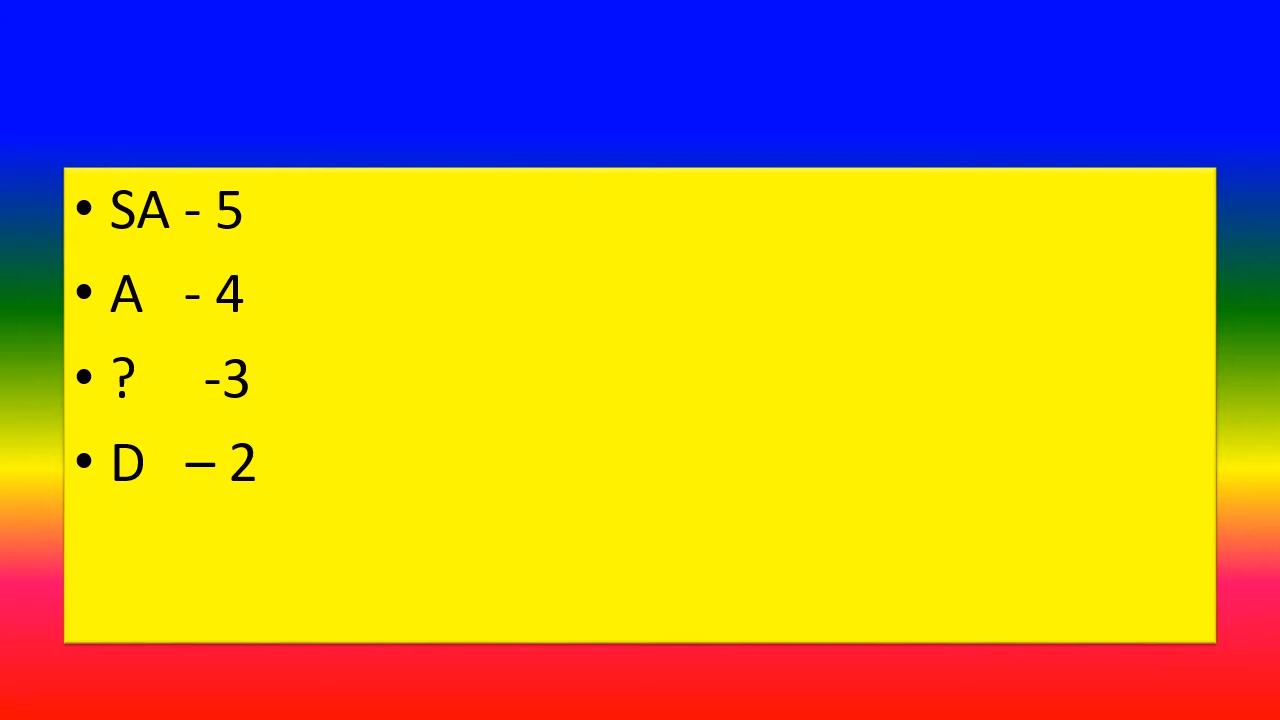 • SA - 5
• A - 4
• ? -3
• D – 2